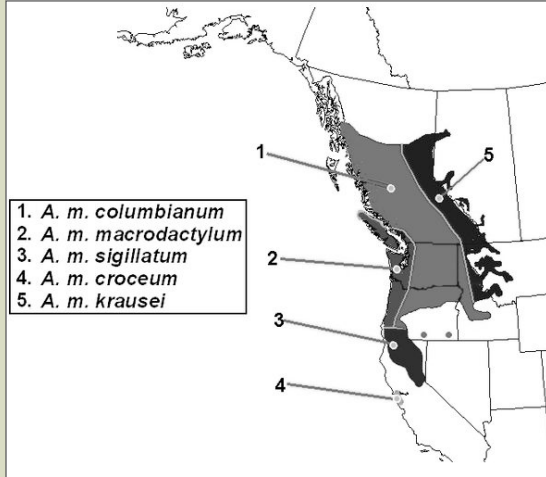 1
5
1. A. m. columbianum
2. A. m. macrodactylum
3. A. m. sigillatum
4. A. m. croceum
5. A. m. krausei
2
3
4